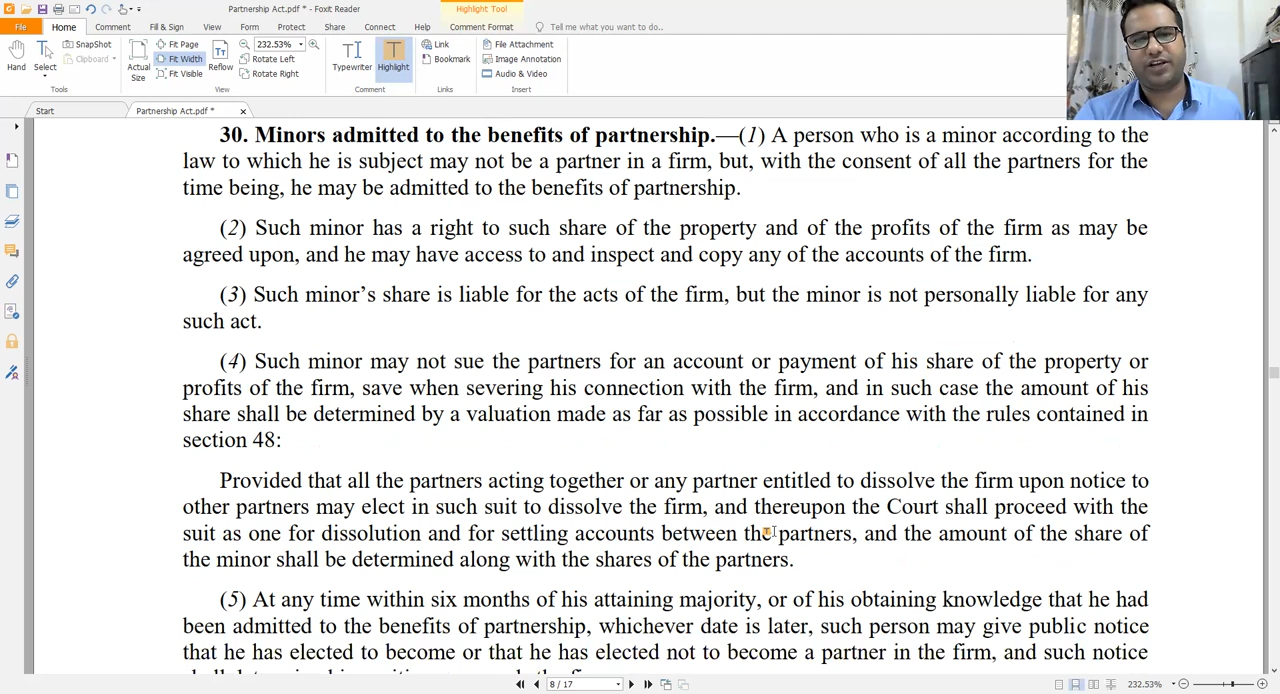 Partnership Act.pdf * - Foxit Reader
Highlight Tool
File Home Comment Fill & Sign View Form Protect Share Connect Help Comment Format Tell me what you want to do...
Hand
Select
SnapShot
Clipboard
Actual Size
Fit Page
Fit Width
Fit Visible
Reflow
232.53%
Rotate Left
Rotate Right
Typewriter
Highlight
Link
Bookmark
File Attachment
Image Annotation
Audio & Video
Tools View Comment Links Insert
Start Partnership Act.pdf *
30. Minors admitted to the benefits of partnership.—(1) A person who is a minor according to the
law to which he is subject may not be a partner in a firm, but, with the consent of all the partners for the
time being, he may be admitted to the benefits of partnership.
(2) Such minor has a right to such share of the property and of the profits of the firm as may be
agreed upon, and he may have access to and inspect and copy any of the accounts of the firm.
(3) Such minor’s share is liable for the acts of the firm, but the minor is not personally liable for any
such act.
(4) Such minor may not sue the partners for an account or payment of his share of the property or
profits of the firm, save when severing his connection with the firm, and in such case the amount of his
share shall be determined by a valuation made as far as possible in accordance with the rules contained in
section 48:
Provided that all the partners acting together or any partner entitled to dissolve the firm upon notice to
other partners may elect in such suit to dissolve the firm, and thereupon the Court shall proceed with the
suit as one for dissolution and for settling accounts between the partners, and the amount of the share of
the minor shall be determined along with the shares of the partners.
(5) At any time within six months of his attaining majority, or of his obtaining knowledge that he had
been admitted to the benefits of partnership, whichever date is later, such person may give public notice
that he has elected to become or that he has elected not to become a partner in the firm, and such notice
8 / 17
232.53%